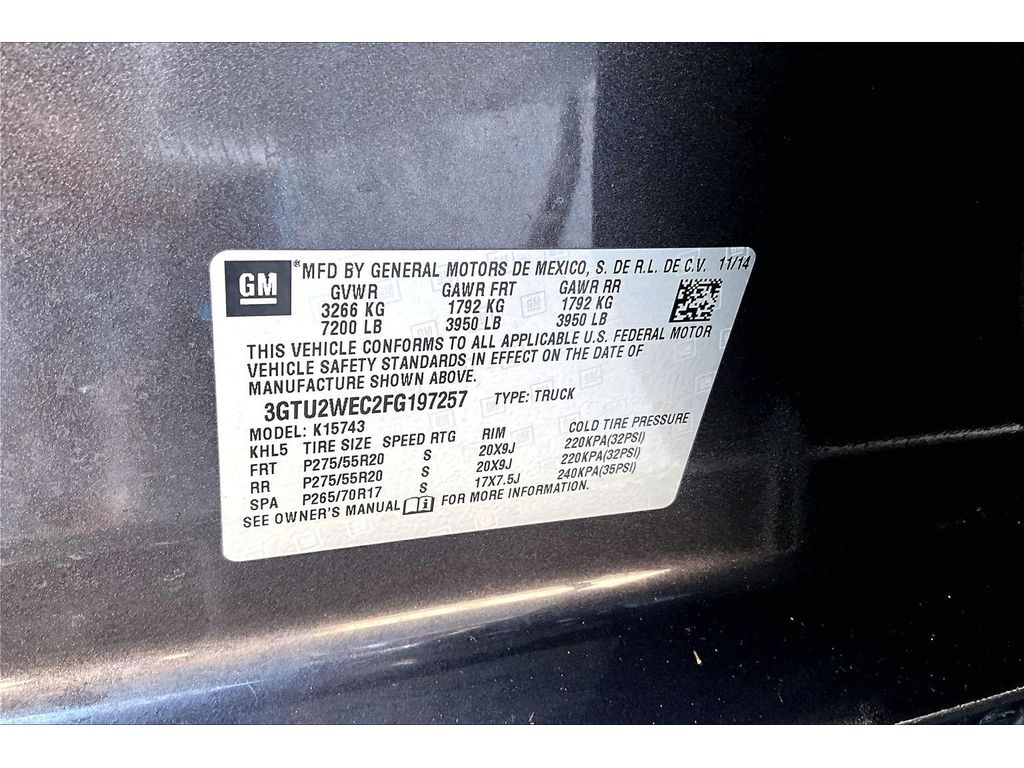 GM ® MFD BY GENERAL MOTORS DE MEXICO, S. DE R.L. DE C.V. 11/14
GVWR GAWR FRT GAWR RR
3266 KG 1792 KG 1792 KG
7200 LB 3950 LB 3950 LB
THIS VEHICLE CONFORMS TO ALL APPLICABLE U.S. FEDERAL MOTOR
VEHICLE SAFETY STANDARDS IN EFFECT ON THE DATE OF
MANUFACTURE SHOWN ABOVE.
3GTU2WEC2FG197257 TYPE: TRUCK
MODEL: K15743
KHL5 TIRE SIZE SPEED RTG RIM COLD TIRE PRESSURE
FRT P275/55R20 S 20X9J 220KPA(32PSI)
RR P275/55R20 S 20X9J 220KPA(32PSI)
SPA P265/70R17 S 17X7.5J 240KPA(35PSI)
SEE OWNER'S MANUAL i FOR MORE INFORMATION.